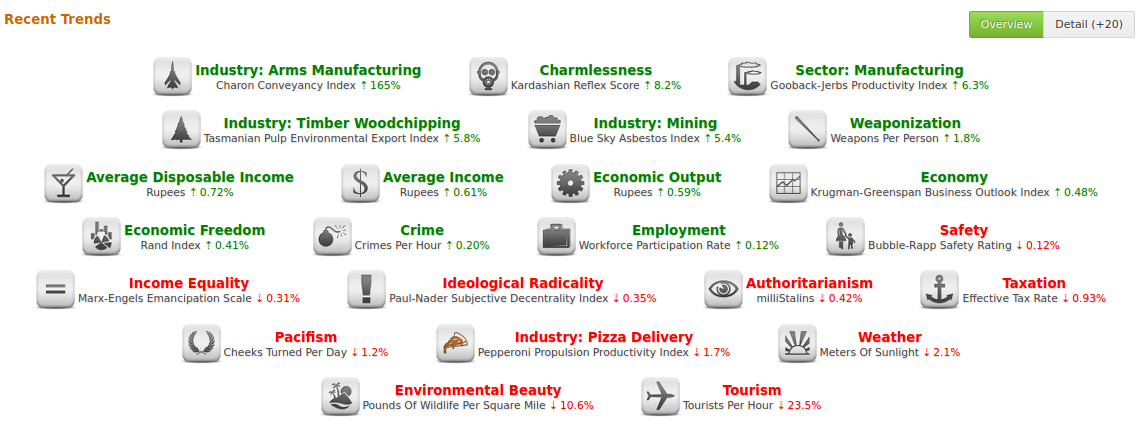 Recent Trends
Overview Detail (+20)
Industry: Arms Manufacturing Charmlessness Sector: Manufacturing
Charon Conveyancy Index ↑ 165% Kardashian Reflex Score ↑ 8.2% Gooback-Jerbs Productivity Index ↑ 6.3%
Industry: Timber Woodchipping Industry: Mining Weaponization
Tasmanian Pulp Environmental Export Index ↑ 5.8% Blue Sky Asbestos Index ↑ 5.4% Weapons Per Person ↑ 1.8%
Average Disposable Income Average Income Economic Output Economy
Rupees ↑ 0.72% Rupees ↑ 0.61% Rupees ↑ 0.59% Krugman-Greenspan Business Outlook Index ↑ 0.48%
Economic Freedom Crime Employment Safety
Rand Index ↑ 0.41% Crimes Per Hour ↑ 0.20% Workforce Participation Rate ↑ 0.12% Bubble-Rapp Safety Rating ↓ 0.12%
Income Equality Ideological Radicality Authoritarianism Taxation
Marx-Engels Emancipation Scale ↓ 0.31% Paul-Nader Subjective Decentrality Index ↓ 0.35% milliStalins ↓ 0.42% Effective Tax Rate ↓ 0.93%
Pacifism Industry: Pizza Delivery Weather
Cheeks Turned Per Day ↓ 1.2% Pepperoni Propulsion Productivity Index ↓ 1.7% Meters Of Sunlight ↓ 2.1%
Environmental Beauty Tourism
Pounds Of Wildlife Per Square Mile ↓ 10.6% Tourists Per Hour ↓ 23.5%